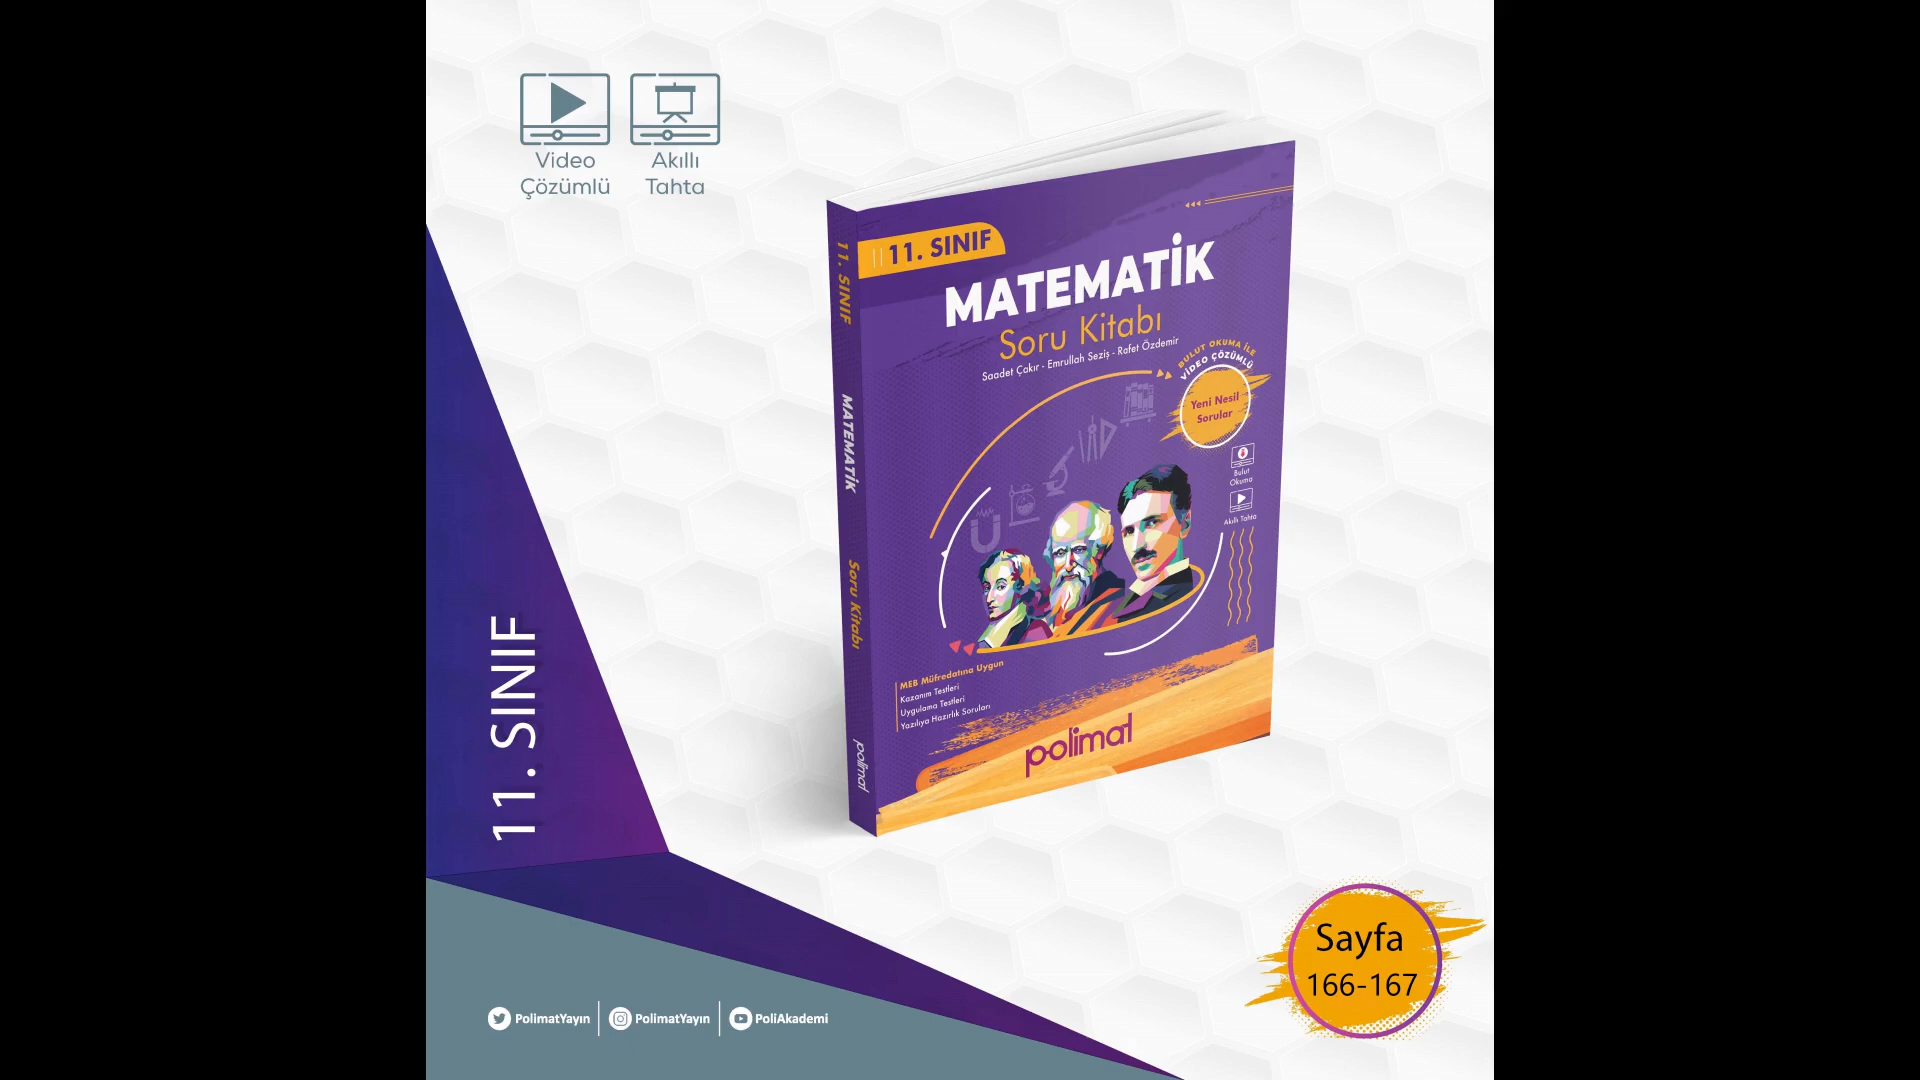 Video
Çözümlü
Akıllı
Tahta
11. SINIF
MATEMATİK
Soru Kitabı
Saadet Çakır - Emrullah Seziş - Rafet Özdemir
BULUT OKUMA İLE
VİDEO ÇÖZÜMLÜ
Yeni Nesil
Sorular
Bulut
Okuma
Akıllı Tahta
MEB Müfredatına Uygun
Kazanım Testleri
Uygulama Testleri
Yazılıya Hazırlık Soruları
polimat
11. SINIF
MATEMATİK
Soru Kitabı
polimat
11. SINIF
Sayfa
166-167
PolimatYayın
PolimatYayın
PoliAkademi